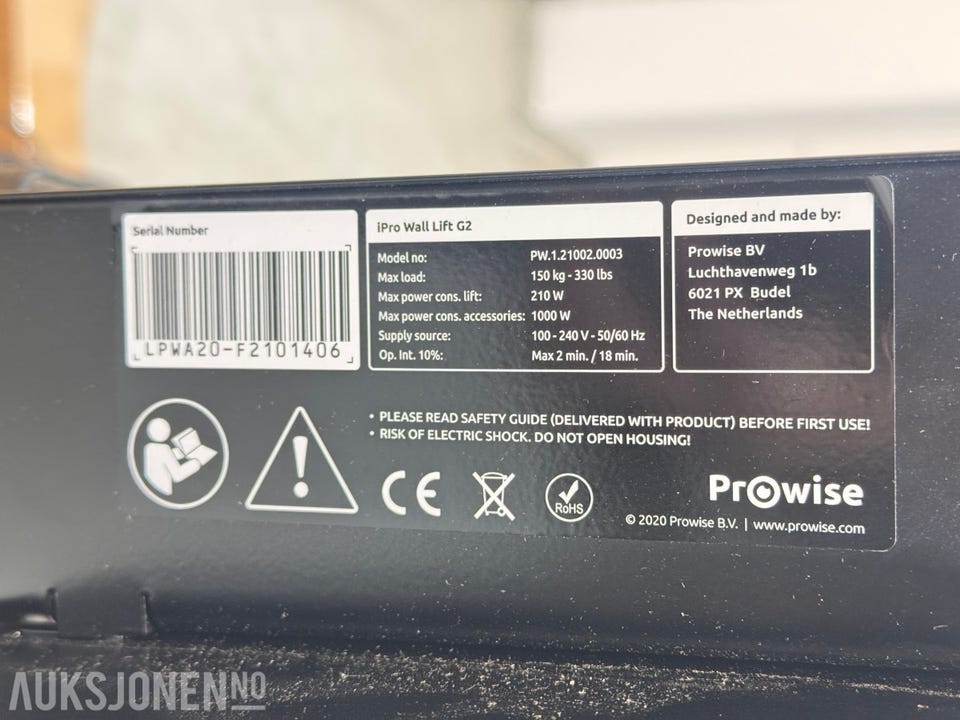 Serial Number
LPWA20-F2101406
iPro Wall Lift G2
Model no: PW.1.21002.0003
Max load: 150 kg - 330 lbs
Max power cons. lift: 210 W
Max power cons. accessories: 1000 W
Supply source: 100 - 240 V - 50/60 Hz
Op. Int. 10%: Max 2 min. / 18 min.
Designed and made by:
Prowise BV
Luchthavenweg 1b
6021 PX Budel
The Netherlands
• PLEASE READ SAFETY GUIDE (DELIVERED WITH PRODUCT) BEFORE FIRST USE!
• RISK OF ELECTRIC SHOCK. DO NOT OPEN HOUSING!
CE
RoHS
Prowise
© 2020 Prowise B.V. | www.prowise.com
AUKSJONEN.NO